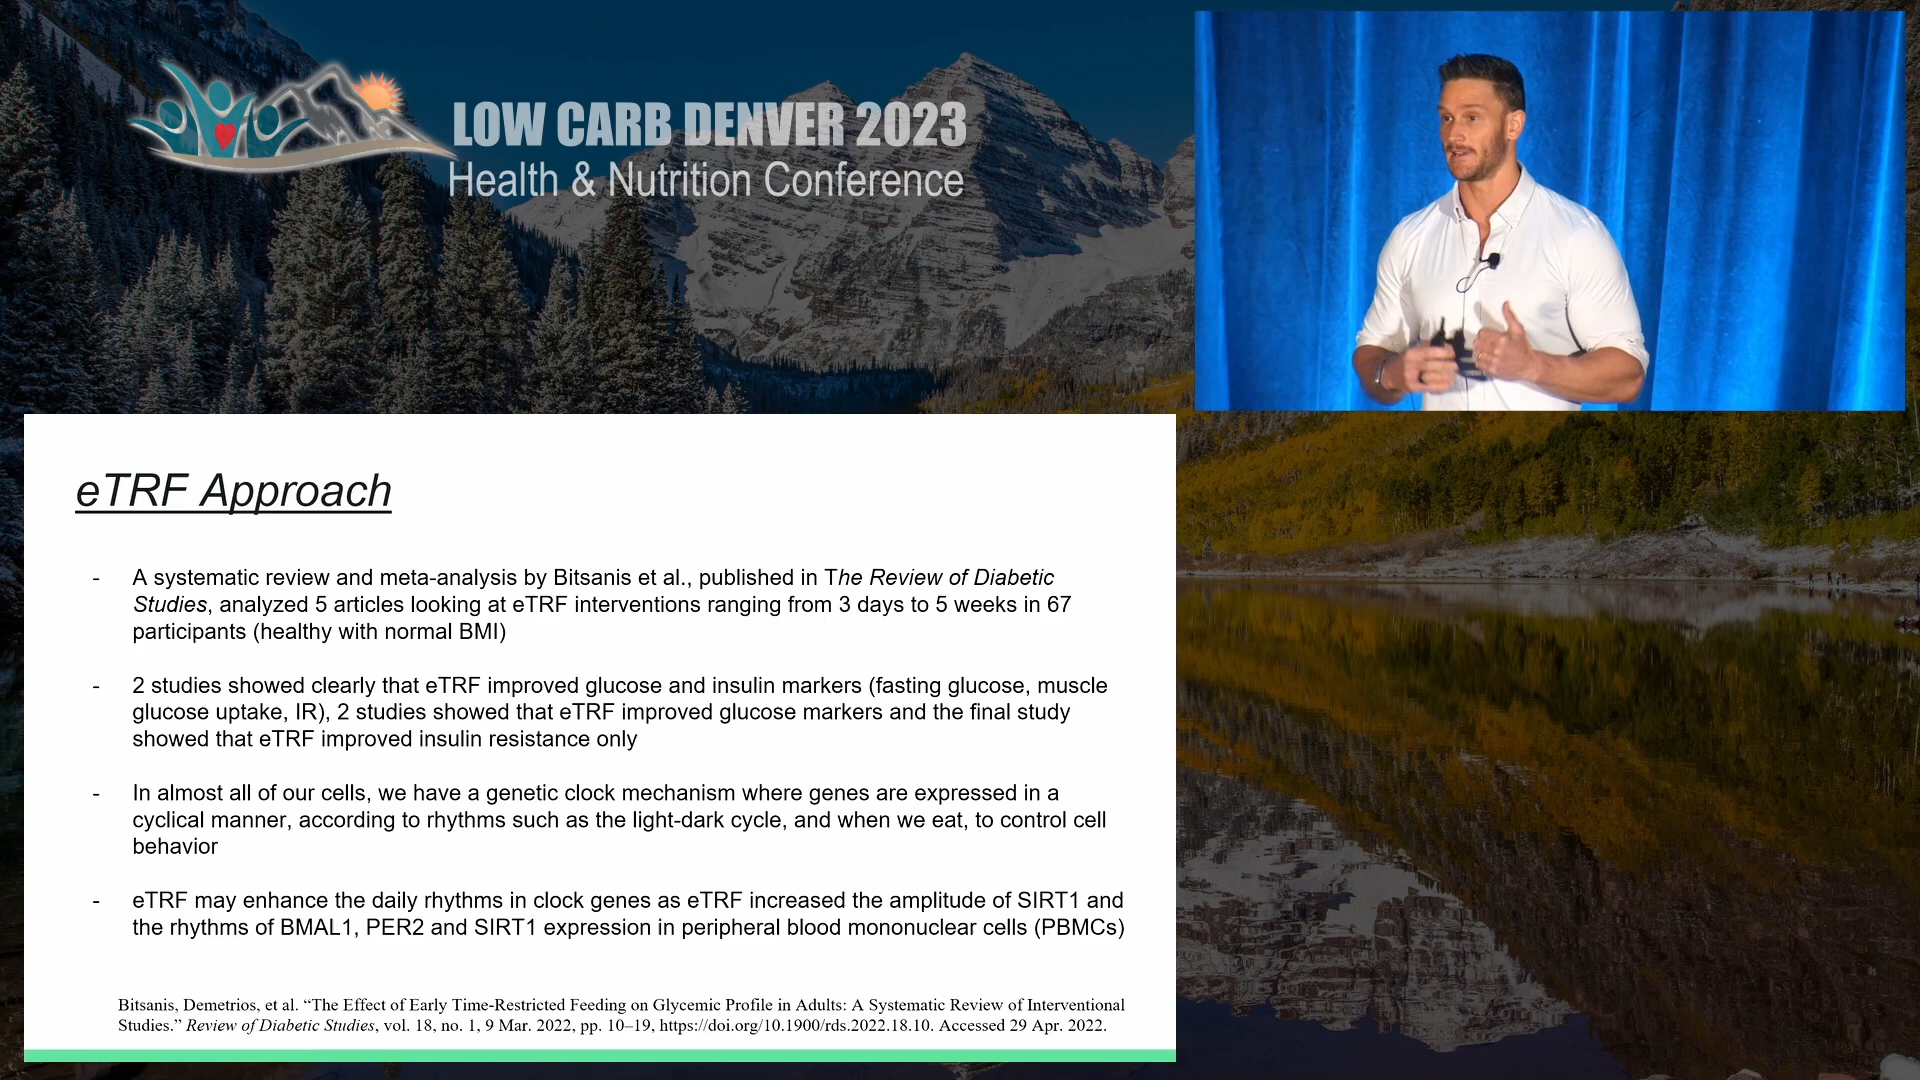 LOW CARB DENVER 2023
Health & Nutrition Conference
eTRF Approach
- A systematic review and meta-analysis by Bitsanis et al., published in The Review of Diabetic
Studies, analyzed 5 articles looking at eTRF interventions ranging from 3 days to 5 weeks in 67
participants (healthy with normal BMI)
- 2 studies showed clearly that eTRF improved glucose and insulin markers (fasting glucose, muscle
glucose uptake, IR), 2 studies showed that eTRF improved glucose markers and the final study
showed that eTRF improved insulin resistance only
- In almost all of our cells, we have a genetic clock mechanism where genes are expressed in a
cyclical manner, according to rhythms such as the light-dark cycle, and when we eat, to control cell
behavior
- eTRF may enhance the daily rhythms in clock genes as eTRF increased the amplitude of SIRT1 and
the rhythms of BMAL1, PER2 and SIRT1 expression in peripheral blood mononuclear cells (PBMCs)
Bitsanis, Demetrios, et al. “The Effect of Early Time-Restricted Feeding on Glycemic Profile in Adults: A Systematic Review of Interventional
Studies.” Review of Diabetic Studies, vol. 18, no. 1, 9 Mar. 2022, pp. 10–19, https://doi.org/10.1900/rds.2022.18.10. Accessed 29 Apr. 2022.